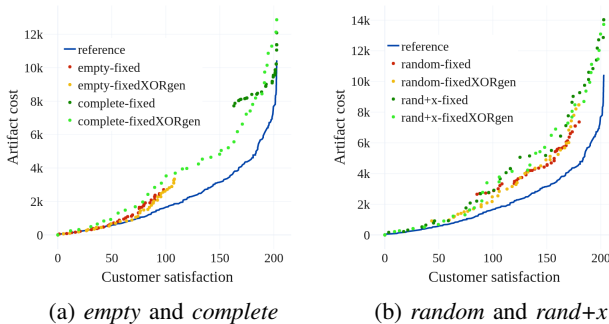 12k
10k
8k
6k
4k
2k
0
Artifact cost
reference
empty-fixed
empty-fixedXORgen
complete-fixed
complete-fixedXORgen
0 50 100 150 200
Customer satisfaction
(a) empty and complete
14k
12k
10k
8k
6k
4k
2k
0
Artifact cost
reference
random-fixed
random-fixedXORgen
rand+x-fixed
rand+x-fixedXORgen
0 50 100 150 200
Customer satisfaction
(b) random and rand+x